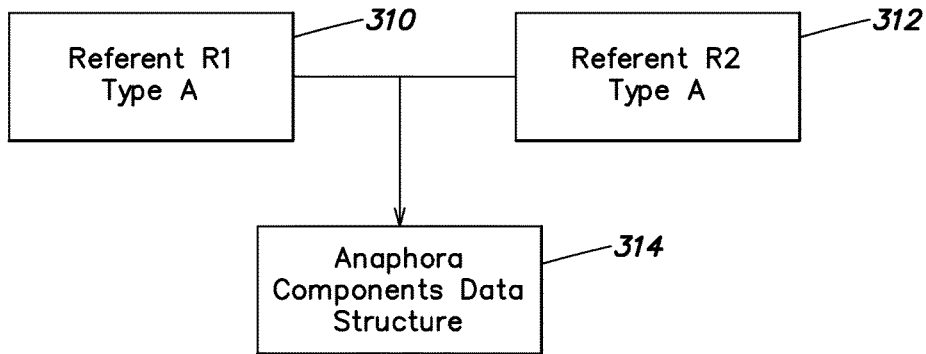 310
312
Referent R1
Type A
Referent R2
Type A
314
Anaphora
Components Data
Structure